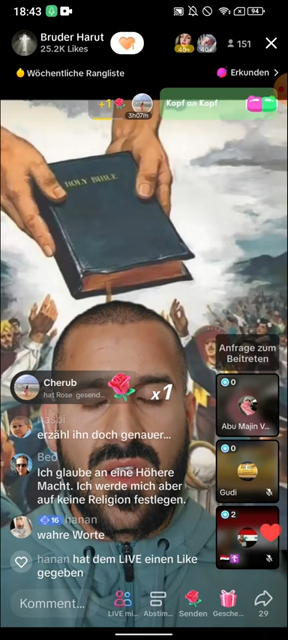 18:43
94
Bruder Harut
25.2K Likes
40+
40+
151
Wöchentliche Rangliste
Erkunden >
+1
3h07m
Kopf an Kopf
HOLY BIBLE
Anfrage zum
Beitreten
Cherub
hat Rose gesend...
x1
0
Abu Majin V...
erzähl ihn doch genauer...
0
Gudi
Ich glaube an eine Höhere
Macht. Ich werde mich aber
auf keine Religion festlegen.
2
16 hanan
wahre Worte
hanan hat dem LIVE einen Like
gegeben
Kommentar...
LIVE mi...
Abstim...
Senden
Gesche...
29